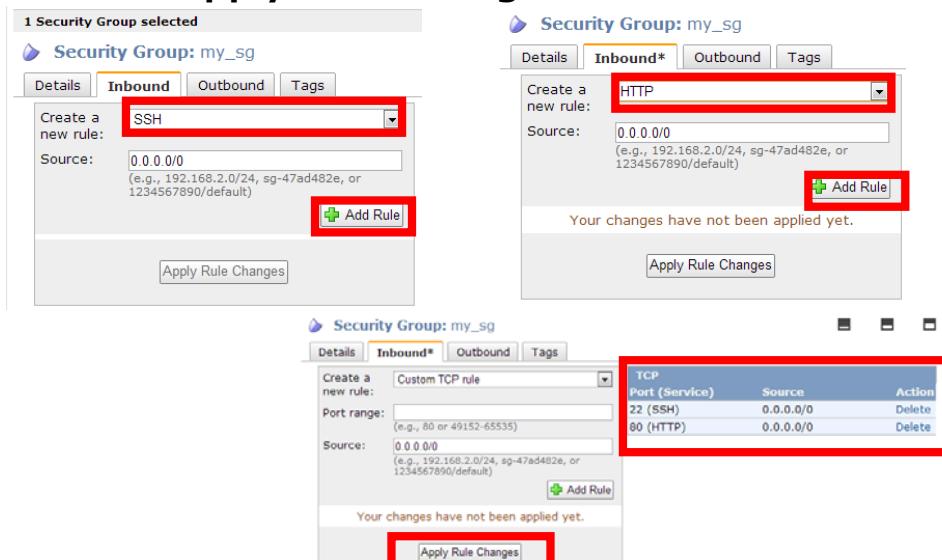 1 Security Group selected
Security Group: my_sg
Details Inbound Outbound Tags
Create a new rule:
SSH
Source:
0.0.0.0/0
(e.g., 192.168.2.0/24, sg-47ad482e, or
1234567890/default)
Add Rule
Apply Rule Changes
Security Group: my_sg
Details Inbound* Outbound Tags
Create a new rule:
HTTP
Source:
0.0.0.0/0
(e.g., 192.168.2.0/24, sg-47ad482e, or
1234567890/default)
Add Rule
Your changes have not been applied yet.
Apply Rule Changes
Security Group: my_sg
Details Inbound* Outbound Tags
Create a new rule:
Custom TCP rule
Port range:
(e.g., 80 or 49152-65535)
Source:
0.0.0.0/0
(e.g., 192.168.2.0/24, sg-47ad482e, or
1234567890/default)
Add Rule
Your changes have not been applied yet.
Apply Rule Changes
TCP
Port (Service) Source Action
22 (SSH) 0.0.0.0/0 Delete
80 (HTTP) 0.0.0.0/0 Delete